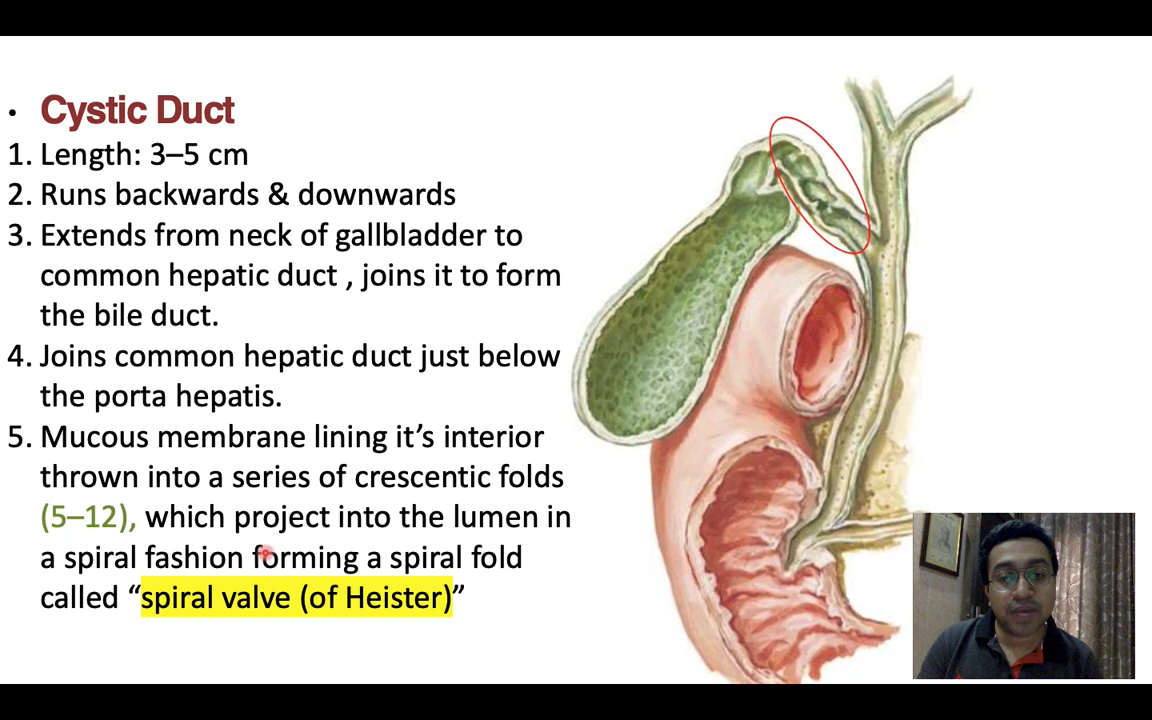 • Cystic Duct
1. Length: 3–5 cm
2. Runs backwards & downwards
3. Extends from neck of gallbladder to
common hepatic duct , joins it to form
the bile duct.
4. Joins common hepatic duct just below
the porta hepatis.
5. Mucous membrane lining it’s interior
thrown into a series of crescentic folds
(5–12), which project into the lumen in
a spiral fashion forming a spiral fold
called “spiral valve (of Heister)”